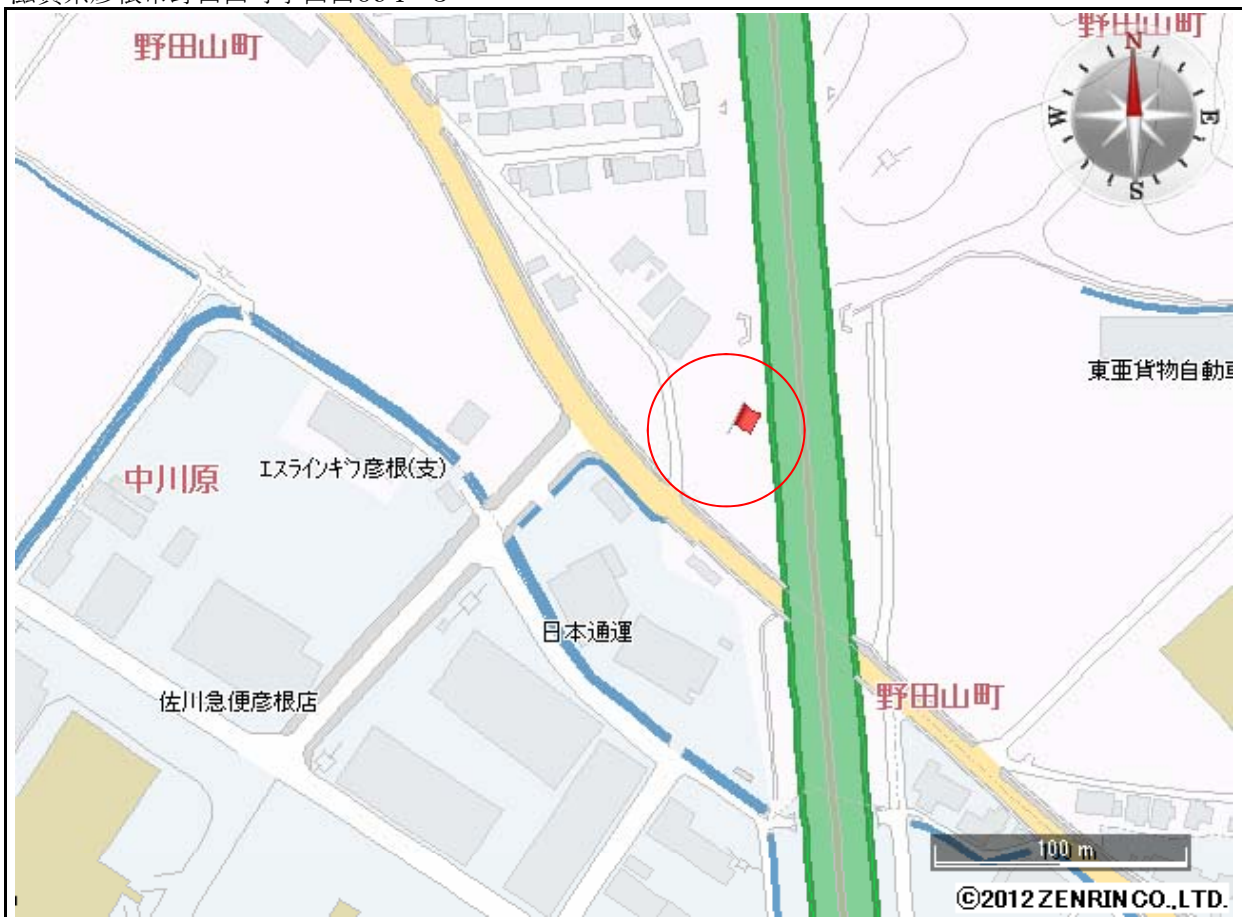 野田山町
野田山町
N
W
E
S
東亜貨物自動車
エスラインギフ彦根(支)
中川原
日本通運
佐川急便彦根店
野田山町
100 m
©2012 ZENRIN CO., LTD.